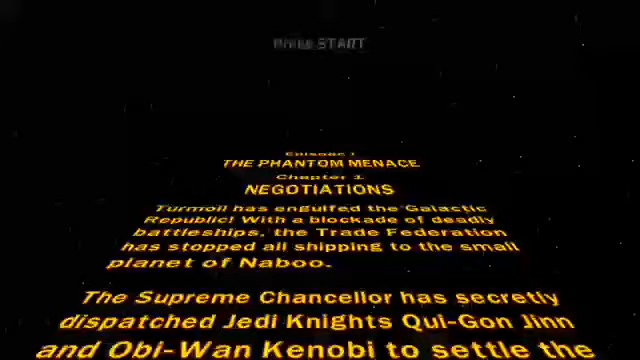 PRESS START
Episode I
THE PHANTOM MENACE
Chapter 1
NEGOTIATIONS
Turmoil has engulfed the Galactic
Republic! With a blockade of deadly
battleships, the Trade Federation
has stopped all shipping to the small
planet of Naboo.
The Supreme Chancellor has secretly
dispatched Jedi Knights Qui-Gon Jinn
and Obi-Wan Kenobi to settle the